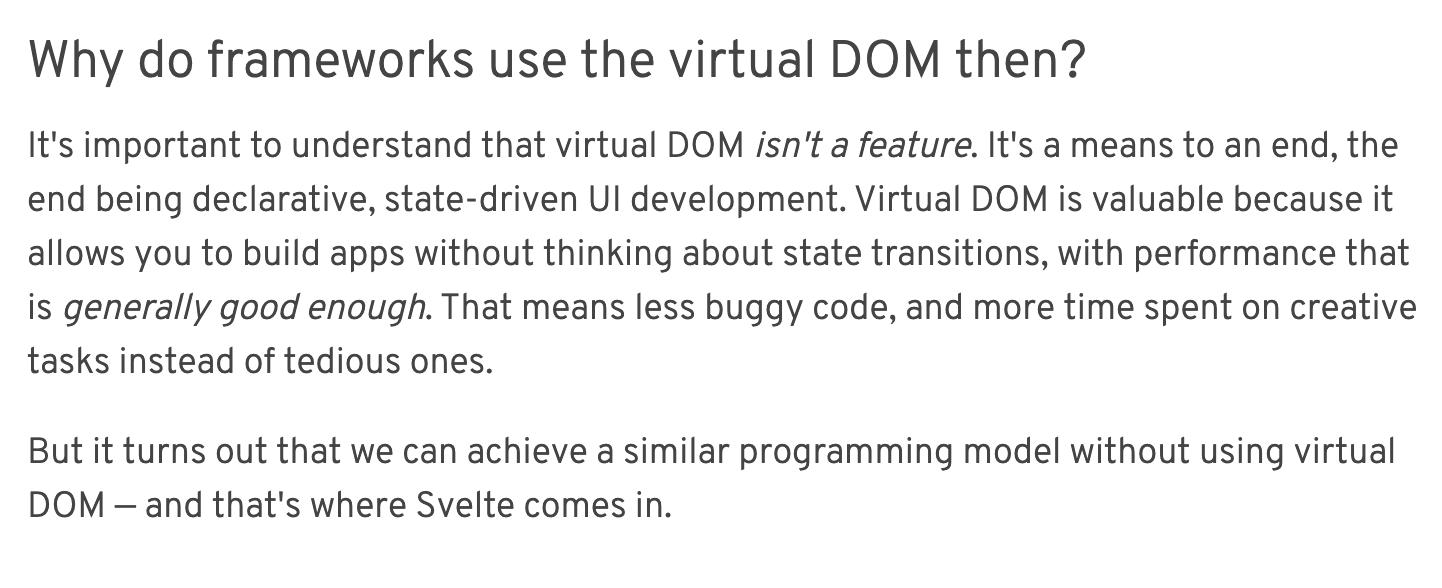 Why do frameworks use the virtual DOM then?
It's important to understand that virtual DOM isn't a feature. It's a means to an end, the
end being declarative, state-driven UI development. Virtual DOM is valuable because it
allows you to build apps without thinking about state transitions, with performance that
is generally good enough. That means less buggy code, and more time spent on creative
tasks instead of tedious ones.
But it turns out that we can achieve a similar programming model without using virtual
DOM — and that's where Svelte comes in.